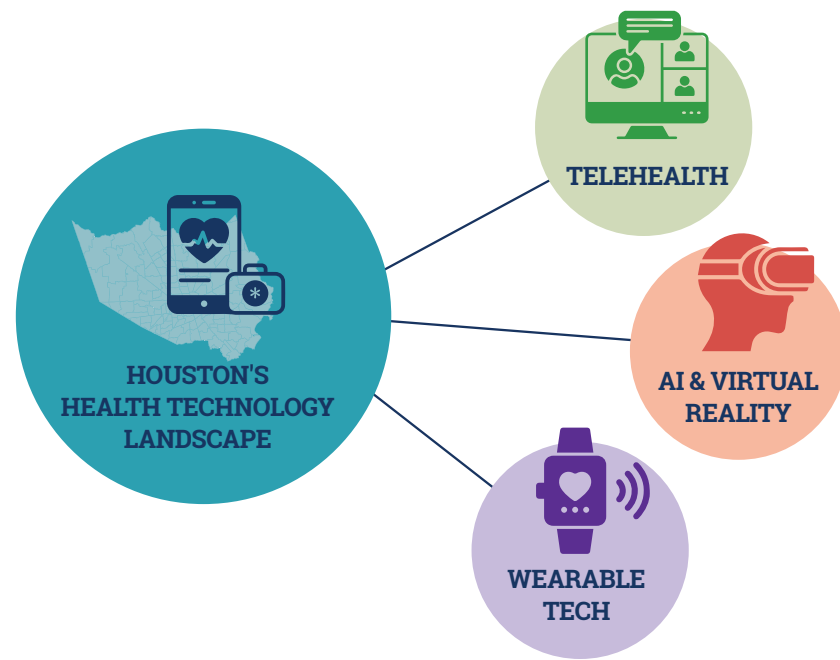 HOUSTON'S
HEALTH TECHNOLOGY
LANDSCAPE
TELEHEALTH
AI & VIRTUAL
REALITY
WEARABLE
TECH